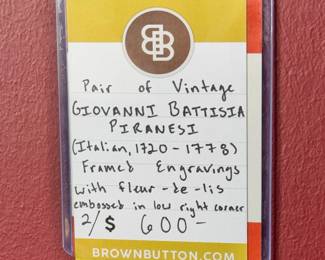 BB
Pair of Vintage
GIOVANNI BATTISIA
PIRANESI
(Italian, 1720-1778)
Framed Engravings
with fleur-de-lis
embossed in low right corner
2/$ 600-
BROWNBUTTON.COM